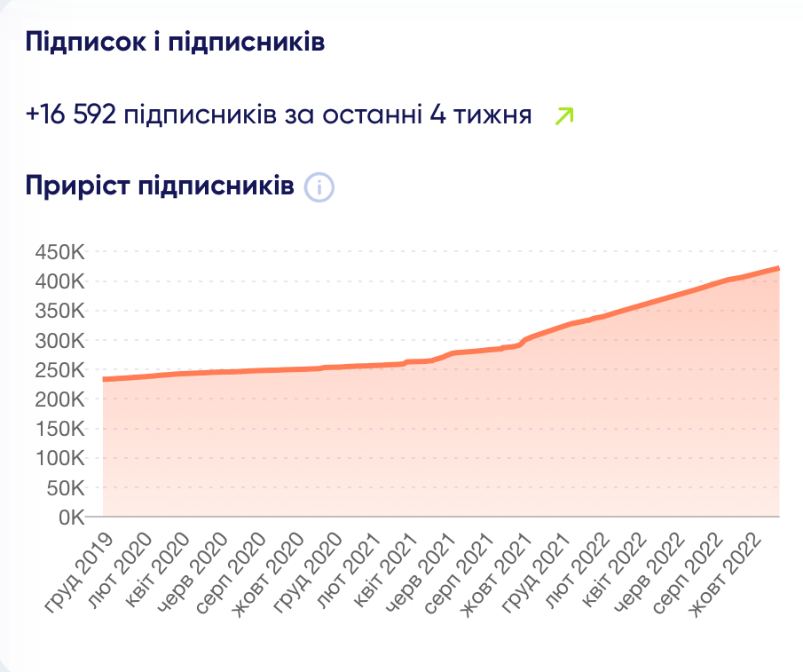 Підписок і підписників
+16 592 підписників за останні 4 тижня
Приріст підписників
450K
400K
350K
300K
250K
200K
150K
100K
50K
0K
груд 2019
лют 2020
квіт 2020
черв 2020
серп 2020
жовт 2020
груд 2020
лют 2021
квіт 2021
черв 2021
серп 2021
жовт 2021
груд 2021
лют 2022
квіт 2022
черв 2022
серп 2022
жовт 2022